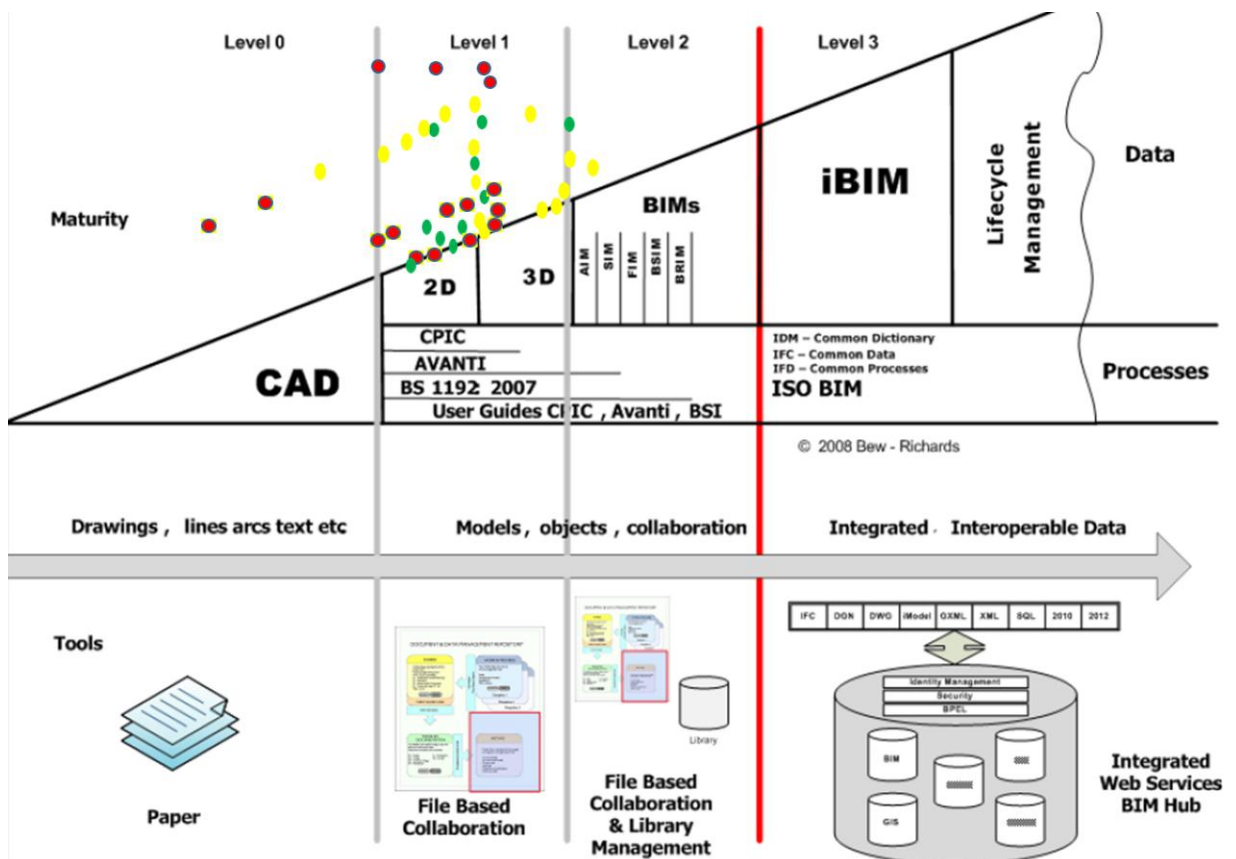 Level 0
Level 1
Level 2
Level 3
Maturity
Data
Lifecycle
Management
iBIM
BIMs
AIM
SIM
FIM
BSIM
BRIM
2D
3D
CAD
CPIC
AVANTI
BS 1192: 2007
User Guides CPIC , Avanti , BSI
IDM – Common Dictionary
IFC – Common Data
IFD – Common Processes
ISO BIM
Processes
© 2008 Bew - Richards
Drawings , lines arcs text etc
Models , objects , collaboration
Integrated , Interoperable Data
Tools
Paper
DOCUMENT & DATA MANAGEMENT REPOSITORY
File Based
Collaboration
Library
File Based
Collaboration
& Library
Management
IFC DGN DWG iModel GXML XML SQL 2010 2012
Identity Management
Security
BPEL
BIM
GIS
Integrated
Web Services
BIM Hub